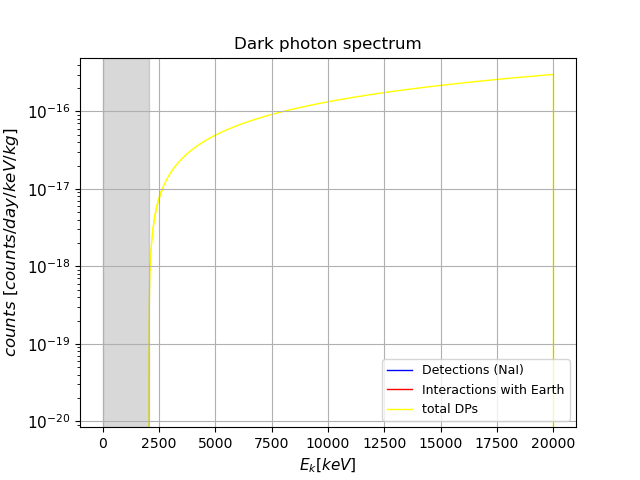 Dark photon spectrum
counts [counts/day/keV/kg]
10⁻¹⁶
10⁻¹⁷
10⁻¹⁸
10⁻¹⁹
10⁻²⁰
Detections (NaI)
Interactions with Earth
total DPs
0 2500 5000 7500 10000 12500 15000 17500 20000
Eₖ[keV]